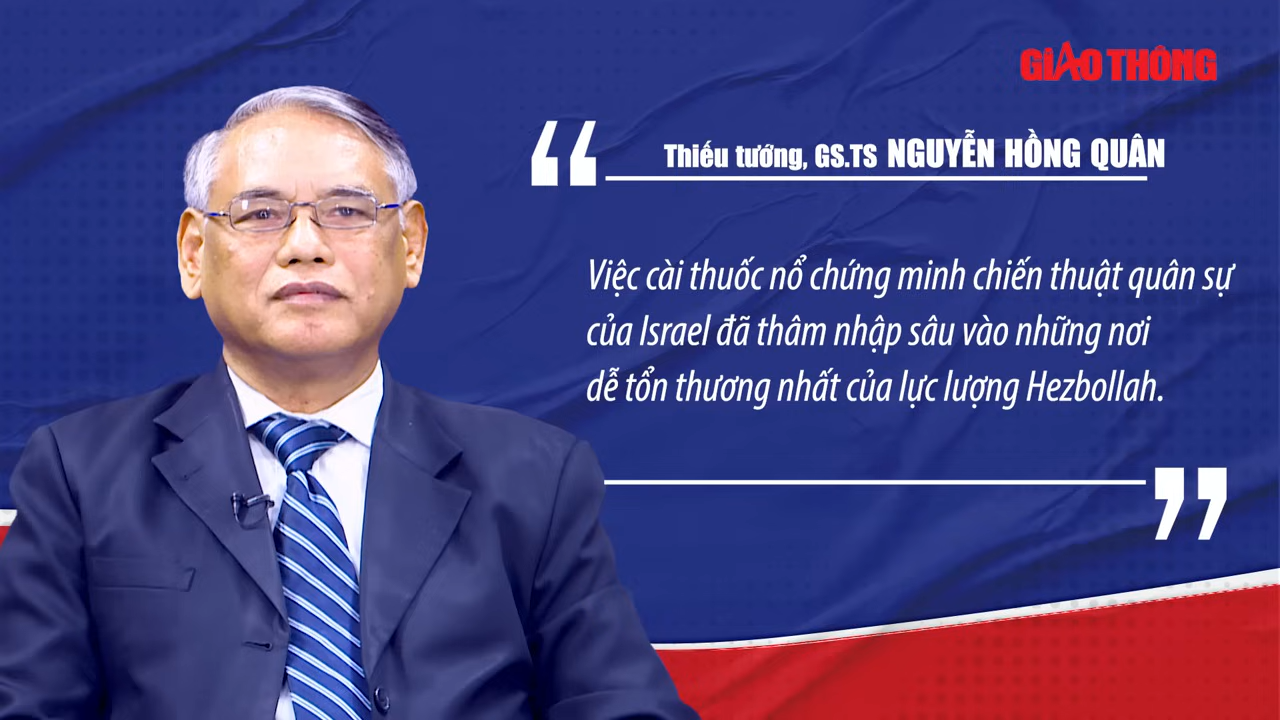 GIAO THÔNG
Thiếu tướng, GS.TS NGUYỄN HỒNG QUÂN
Việc cài thuốc nổ chứng minh chiến thuật quân sự
của Israel đã thâm nhập sâu vào những nơi
dễ tổn thương nhất của lực lượng Hezbollah.